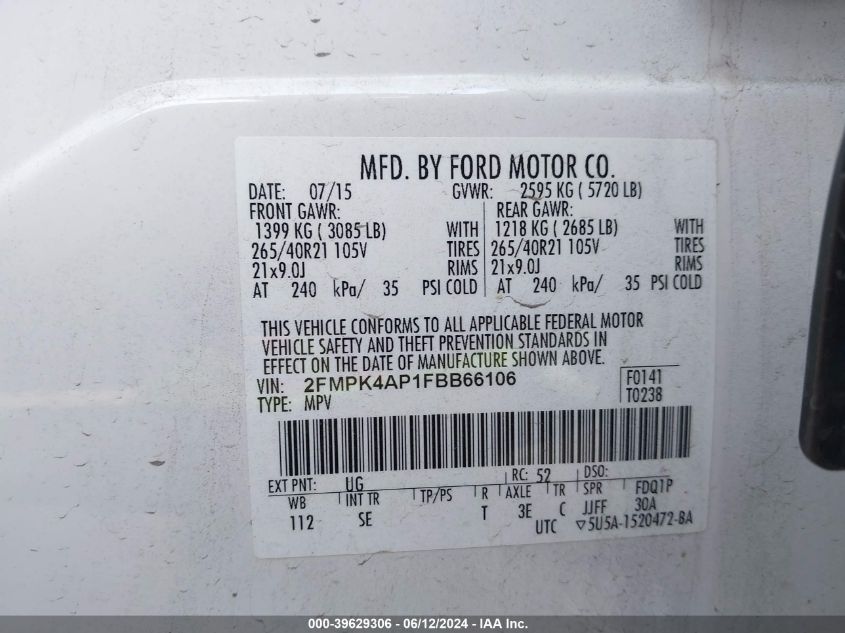 MFD. BY FORD MOTOR CO.
DATE: 07/15 GVWR: 2595 KG ( 5720 LB)
FRONT GAWR: REAR GAWR:
1399 KG ( 3085 LB) WITH 1218 KG ( 2685 LB) WITH
265/40R21 105V TIRES 265/40R21 105V TIRES
21x9.0J RIMS 21x9.0J RIMS
AT 240 kPa/ 35 PSI COLD AT 240 kPa/ 35 PSI COLD
THIS VEHICLE CONFORMS TO ALL APPLICABLE FEDERAL MOTOR
VEHICLE SAFETY AND THEFT PREVENTION STANDARDS IN
EFFECT ON THE DATE OF MANUFACTURE SHOWN ABOVE.
VIN: 2FMPK4AP1FBB66106 F0141
TYPE: MPV T0238
EXT PNT: UG RC: 52 DSO:
WB INT TR TP/PS R AXLE TR SPR FDQ1P
112 SE T 3E C JJFF 30A
UTC ▽5U5A-1520472-BA
000-39629306 - 06/12/2024 - IAA Inc.